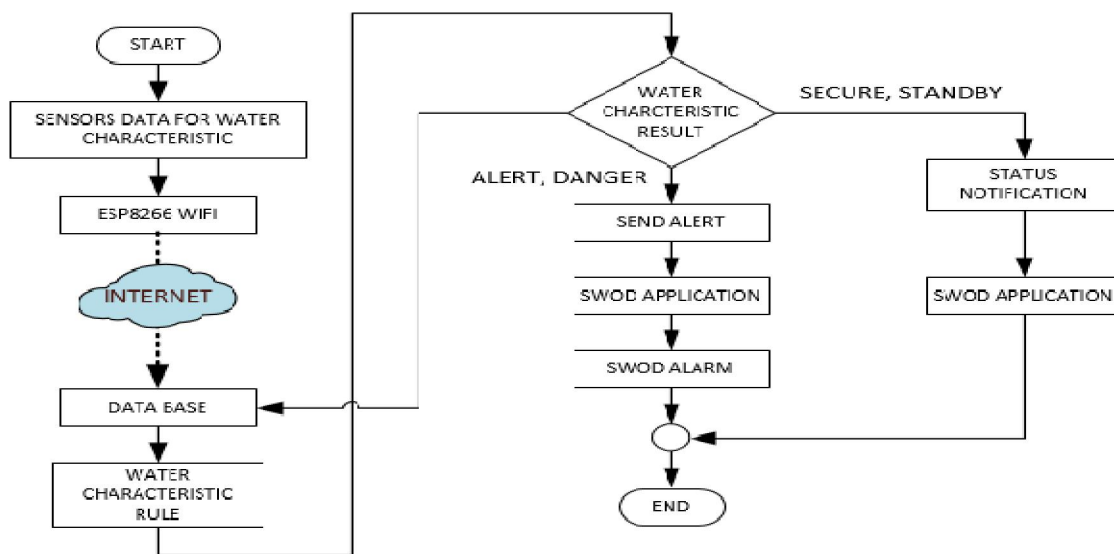 START
SENSORS DATA FOR WATER
CHARACTERISTIC
ESP8266 WIFI
INTERNET
DATA BASE
WATER
CHARACTERISTIC
RULE
WATER
CHARCTERISTIC
RESULT
SECURE, STANDBY
ALERT, DANGER
SEND ALERT
SWOD APPLICATION
SWOD ALARM
STATUS
NOTIFICATION
SWOD APPLICATION
END